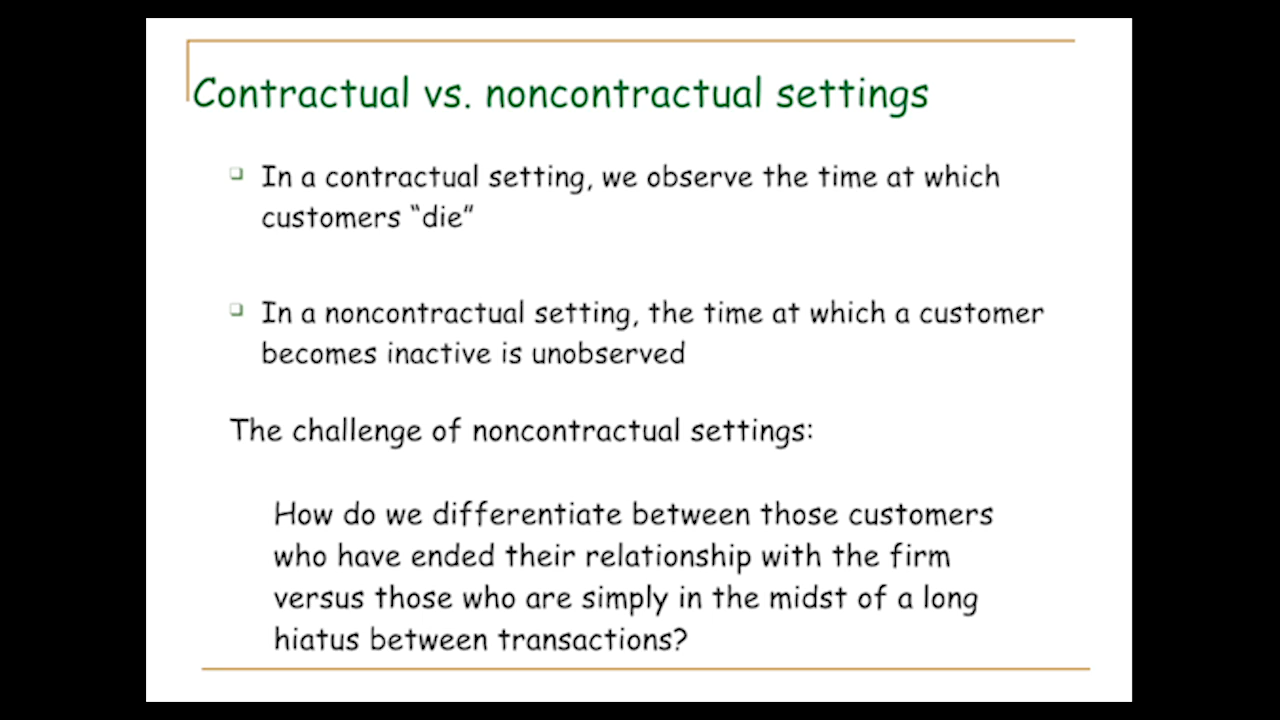 Contractual vs. noncontractual settings
In a contractual setting, we observe the time at which
customers “die”
In a noncontractual setting, the time at which a customer
becomes inactive is unobserved
The challenge of noncontractual settings:
How do we differentiate between those customers
who have ended their relationship with the firm
versus those who are simply in the midst of a long
hiatus between transactions?